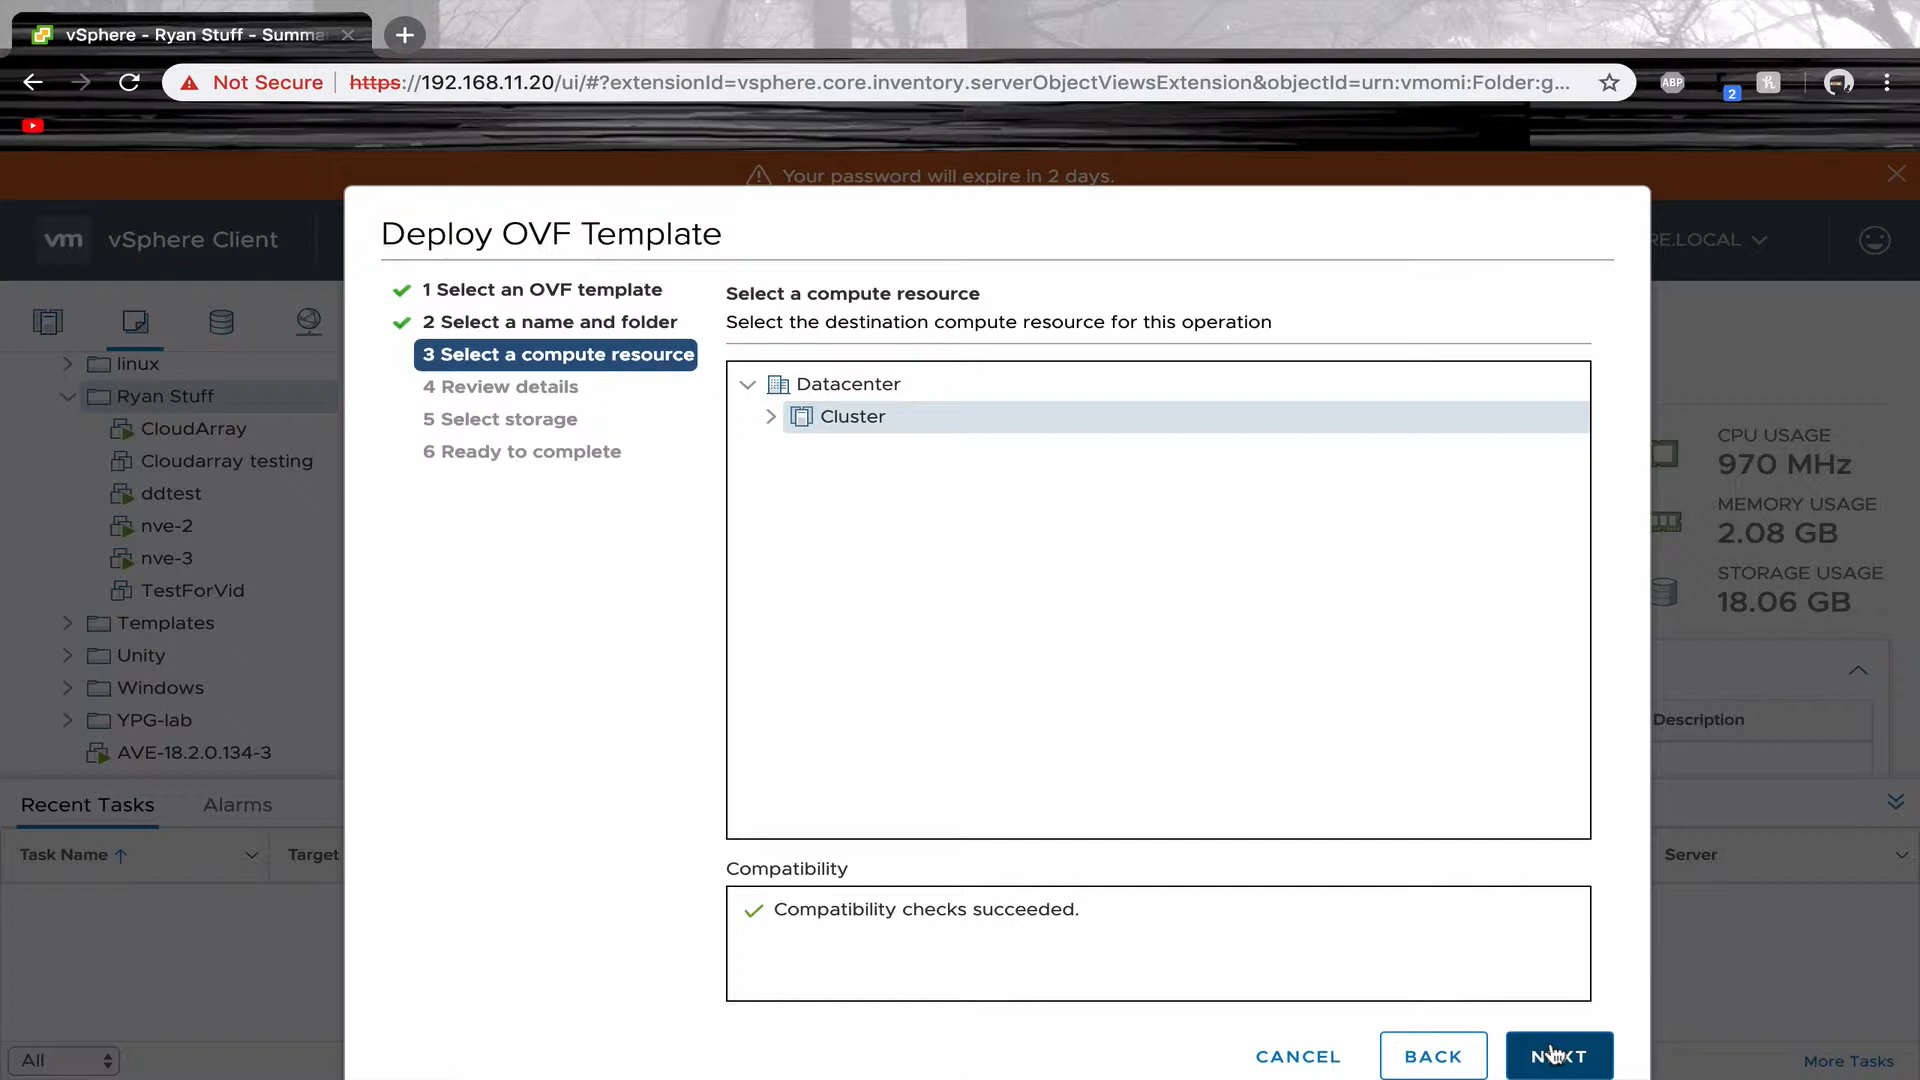 vSphere - Ryan Stuff - Summa
Not Secure
https://192.168.11.20/ui/#?extensionId=vsphere.core.inventory.serverObjectViewsExtension&objectId=urn:vmomi:Folder:g...
ABP
2
Your password will expire in 2 days.
vm
vSphere Client
RE.LOCAL
Deploy OVF Template
1 Select an OVF template
2 Select a name and folder
3 Select a compute resource
4 Review details
5 Select storage
6 Ready to complete
Select a compute resource
Select the destination compute resource for this operation
Datacenter
Cluster
Compatibility
Compatibility checks succeeded.
CANCEL
BACK
NEXT
linux
Ryan Stuff
CloudArray
Cloudarray testing
ddtest
nve-2
nve-3
TestForVid
Templates
Unity
Windows
YPG-lab
AVE-18.2.0.134-3
CPU USAGE
970 MHz
MEMORY USAGE
2.08 GB
STORAGE USAGE
18.06 GB
Description
Recent Tasks
Alarms
Task Name
Target
Server
All
More Tasks